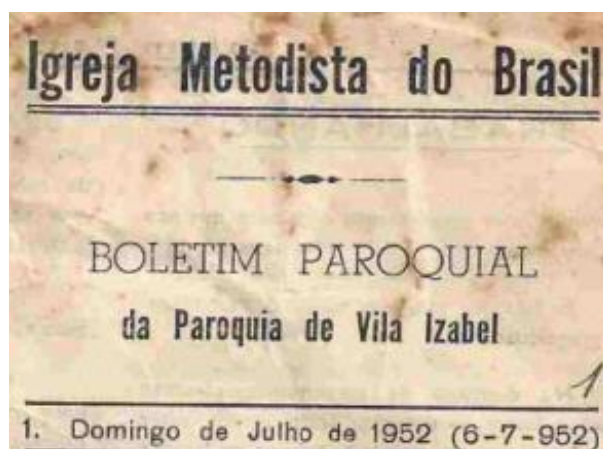 Igreja Metodista do Brasil
BOLETIM PAROQUIAL
da Paroquia de Vila Izabel
1
1. Domingo de Julho de 1952 (6-7-952)